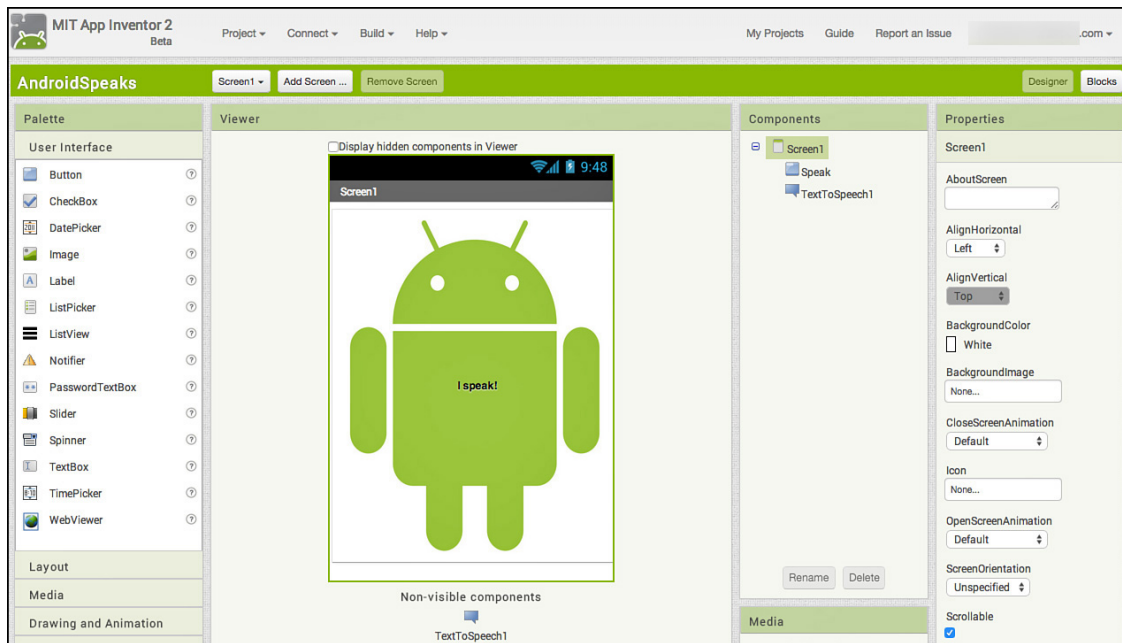 MIT App Inventor 2
Beta
Project
Connect
Build
Help
My Projects
Guide
Report an Issue
.com
AndroidSpeaks
Screen1
Add Screen ...
Remove Screen
Designer
Blocks
Palette
User Interface
Button
CheckBox
DatePicker
Image
Label
ListPicker
ListView
Notifier
PasswordTextBox
Slider
Spinner
TextBox
TimePicker
WebViewer
Layout
Media
Drawing and Animation
Viewer
Display hidden components in Viewer
9:48
Screen1
I speak!
Non-visible components
TextToSpeech1
Components
Screen1
Speak
TextToSpeech1
Rename
Delete
Media
Properties
Screen1
AboutScreen
AlignHorizontal
Left
AlignVertical
Top
BackgroundColor
White
BackgroundImage
None...
CloseScreenAnimation
Default
Icon
None...
OpenScreenAnimation
Default
ScreenOrientation
Unspecified
Scrollable